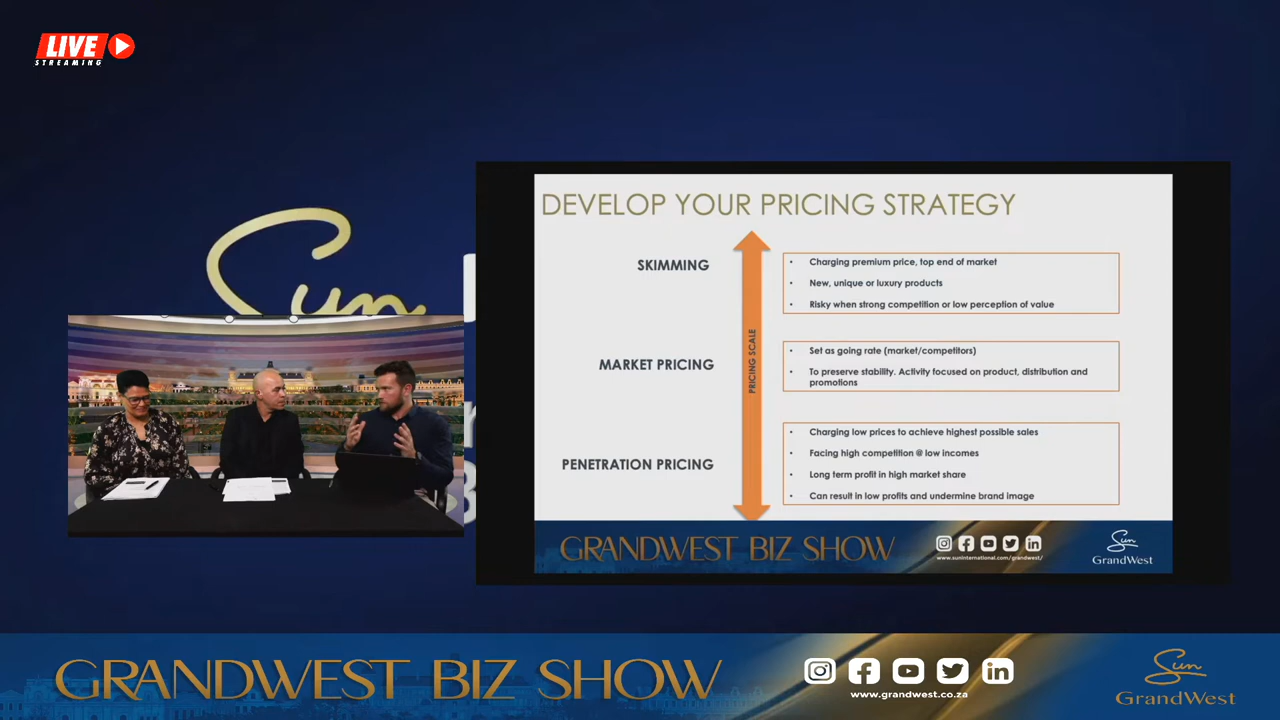 LIVE
STREAMING
Sun
DEVELOP YOUR PRICING STRATEGY
SKIMMING
• Charging premium price, top end of market
• New, unique or luxury products
• Risky when strong competition or low perception of value
PRICING SCALE
MARKET PRICING
• Set as going rate (market/competitors)
• To preserve stability. Activity focused on product, distribution and
promotions
PENETRATION PRICING
• Charging low prices to achieve highest possible sales
• Facing high competition @ low incomes
• Long term profit in high market share
• Can result in low profits and undermine brand image
GRANDWEST BIZ SHOW
www.suninternational.com/grandwest/
Sun
GrandWest
GRANDWEST BIZ SHOW
www.grandwest.co.za
Sun
GrandWest